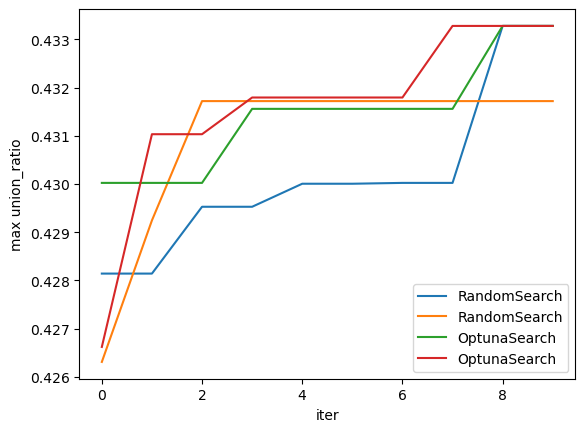 0.433
0.432
0.431
0.430
0.429
0.428
0.427
0.426
max union_ratio
0 2 4 6 8
iter
RandomSearch
RandomSearch
OptunaSearch
OptunaSearch